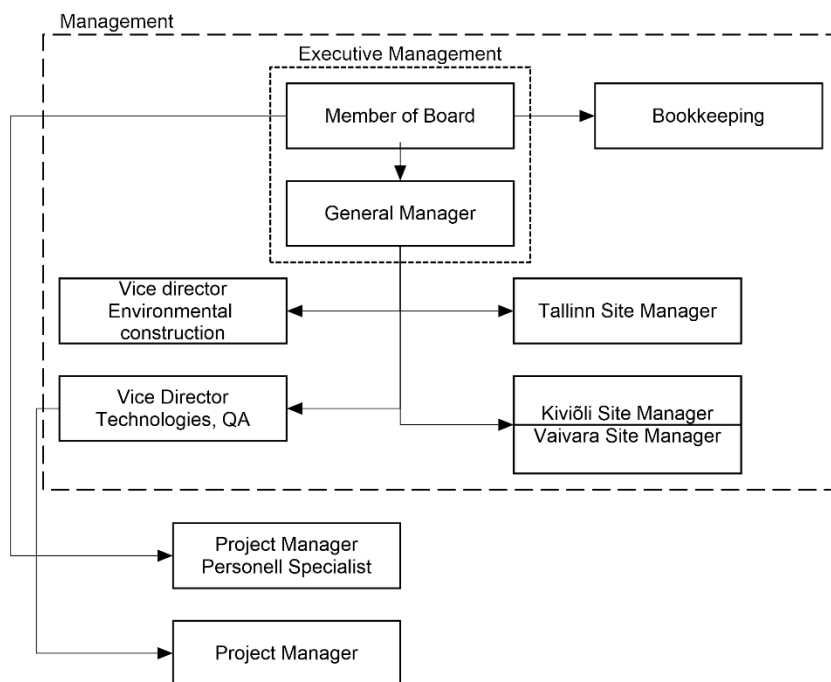 Management
Executive Management
Member of Board
Bookkeeping
General Manager
Vice director
Environmental
construction
Tallinn Site Manager
Vice Director
Technologies, QA
Kiviõli Site Manager
Vaivara Site Manager
Project Manager
Personell Specialist
Project Manager